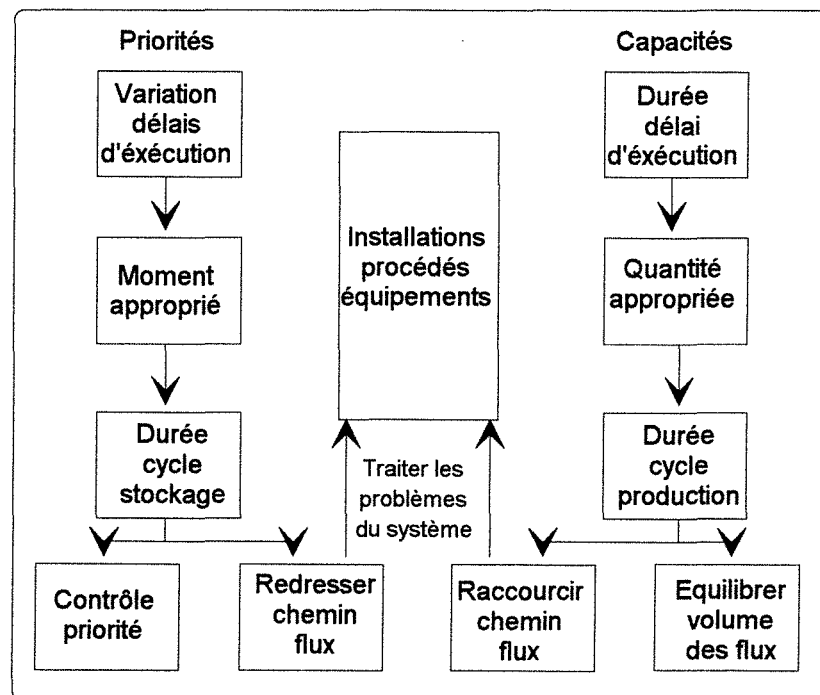 Priorités
Capacités
Variation
délais
d'éxécution
Durée
délai
d'éxécution
Installations
procédés
équipements
Moment
approprié
Quantité
appropriée
Durée
cycle
stockage
Traiter les
problèmes
du système
Durée
cycle
production
Contrôle
priorité
Redresser
chemin
flux
Raccourcir
chemin
flux
Equilibrer
volume
des flux